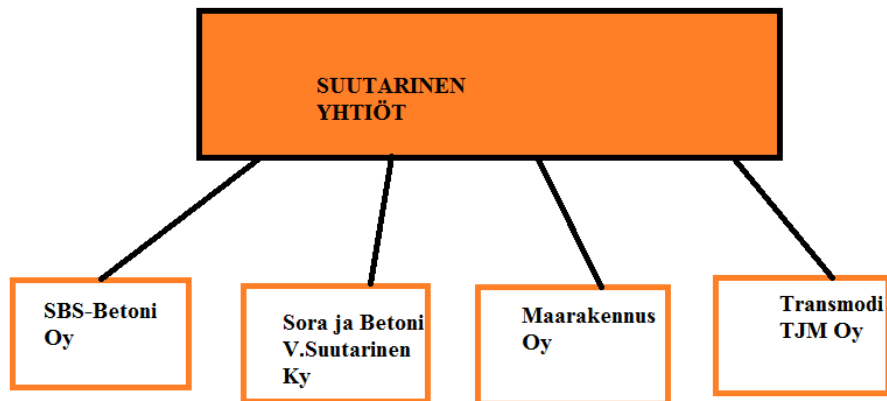 SUUTARINEN
YHTIÖT
SBS-Betoni
Oy
Sora ja Betoni
V.Suutarinen
Ky
Maarakennus
Oy
Transmodi
TJM Oy